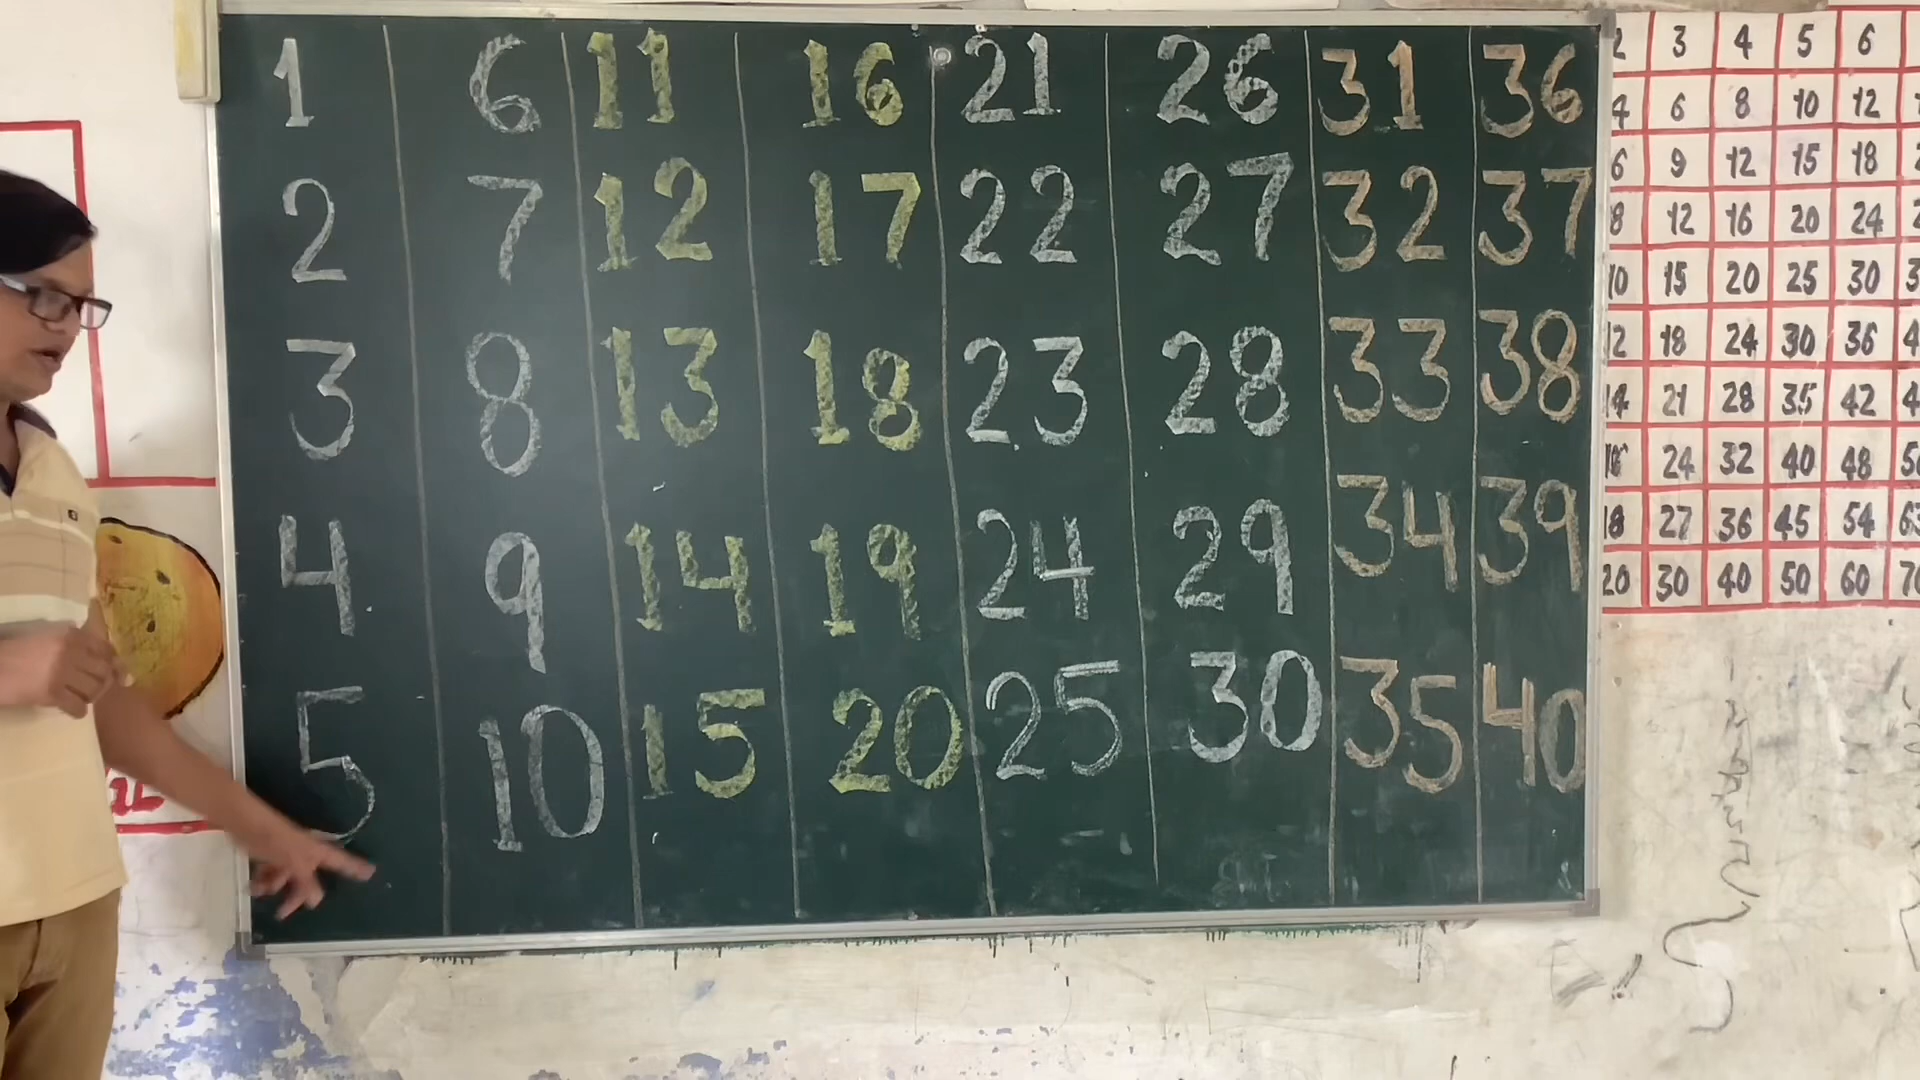 1 6 11 16 21 26 31 36
2 7 12 17 22 27 32 37
3 8 13 18 23 28 33 38
4 9 14 19 24 29 34 39
5 10 15 20 25 30 35 40
2 3 4 5 6
4 6 8 10 12
6 9 12 15 18
8 12 16 20 24
10 15 20 25 30
12 18 24 30 36
14 21 28 35 42
16 24 32 40 48
18 27 36 45 54
20 30 40 50 60